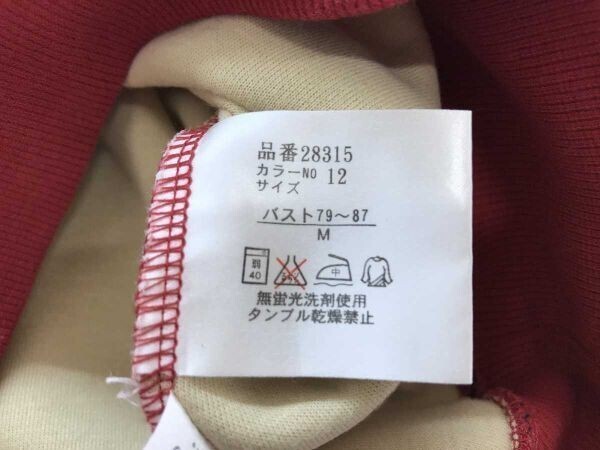 品番28315
カラーNO 12
サイズ
バスト79〜87
M
弱
40
中
無蛍光洗剤使用
タンブル乾燥禁止